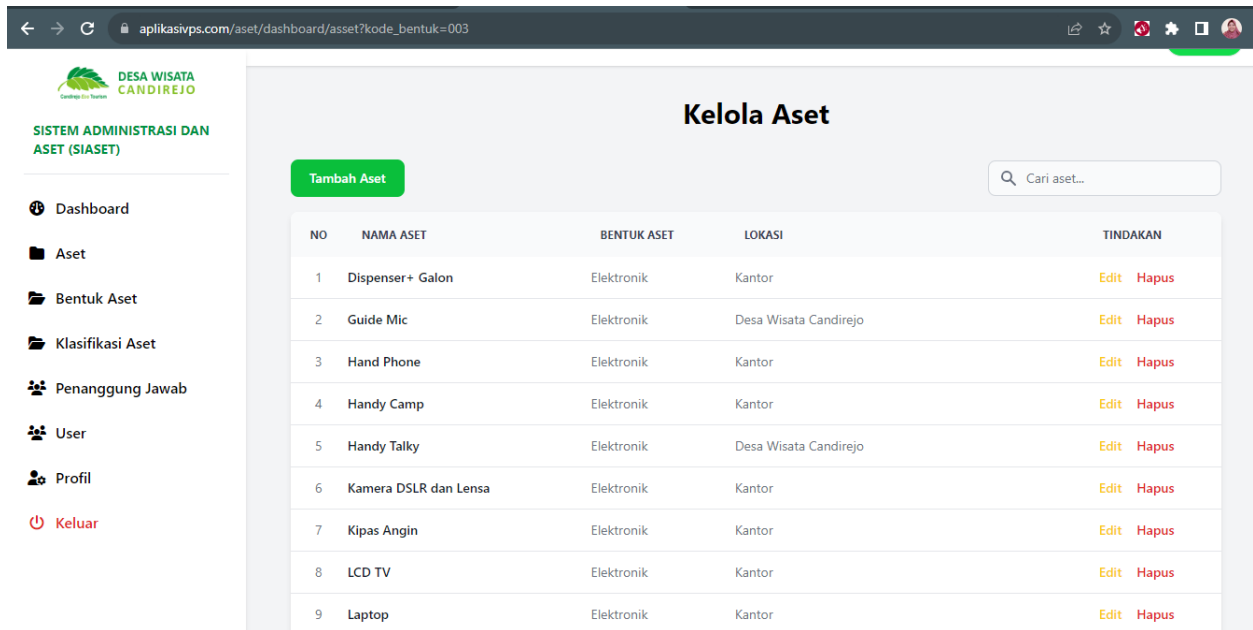 aplikasivps.com/aset/dashboard/asset?kode_bentuk=003
DESA WISATA
CANDIREJO
Candirejo Eco Tourism
SISTEM ADMINISTRASI DAN
ASET (SIASET)
Dashboard
Aset
Bentuk Aset
Klasifikasi Aset
Penanggung Jawab
User
Profil
Keluar
Kelola Aset
Tambah Aset
Cari aset...
NO NAMA ASET BENTUK ASET LOKASI TINDAKAN
1 Dispenser+ Galon Elektronik Kantor Edit Hapus
2 Guide Mic Elektronik Desa Wisata Candirejo Edit Hapus
3 Hand Phone Elektronik Kantor Edit Hapus
4 Handy Camp Elektronik Kantor Edit Hapus
5 Handy Talky Elektronik Desa Wisata Candirejo Edit Hapus
6 Kamera DSLR dan Lensa Elektronik Kantor Edit Hapus
7 Kipas Angin Elektronik Kantor Edit Hapus
8 LCD TV Elektronik Kantor Edit Hapus
9 Laptop Elektronik Kantor Edit Hapus